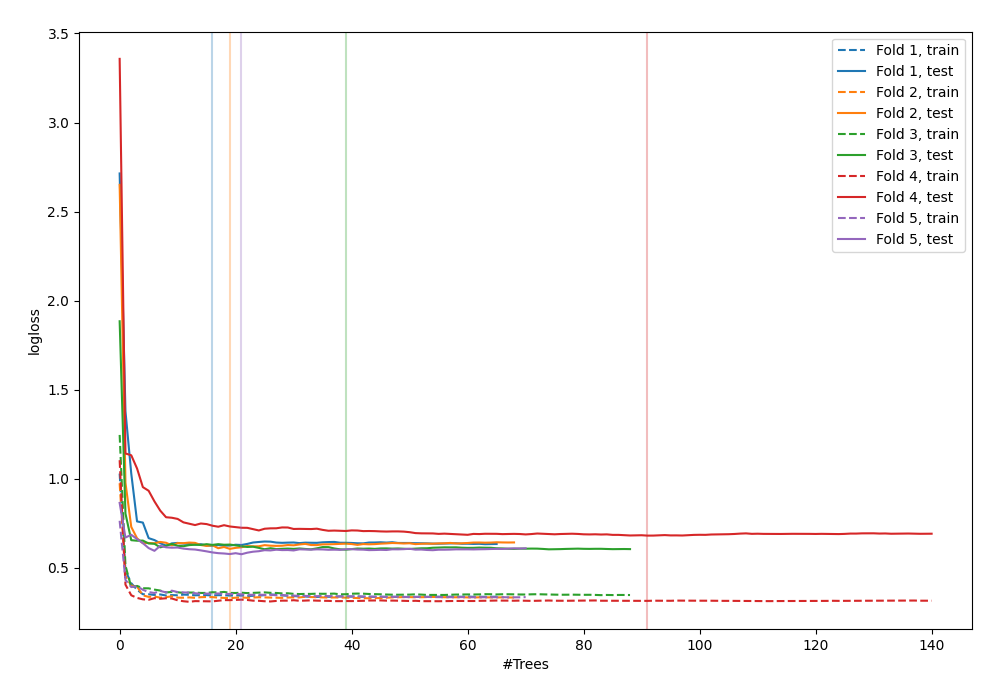 3.5
3.0
2.5
2.0
1.5
1.0
0.5
logloss
0
20
40
60
80
100
120
140
#Trees
Fold 1, train
Fold 1, test
Fold 2, train
Fold 2, test
Fold 3, train
Fold 3, test
Fold 4, train
Fold 4, test
Fold 5, train
Fold 5, test